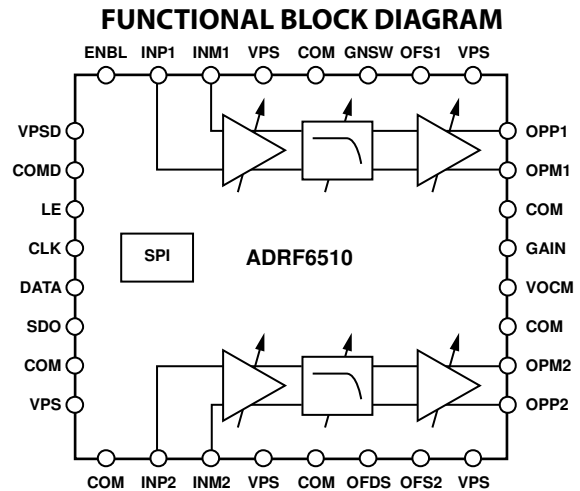 FUNCTIONAL BLOCK DIAGRAM
ENBL INP1 INM1 VPS COM GNSW OFS1 VPS
VPSD
COMD
LE
CLK
DATA
SDO
COM
VPS
SPI
ADRF6510
OPP1
OPM1
COM
GAIN
VOCM
COM
OPM2
OPP2
COM INP2 INM2 VPS COM OFDS OFS2 VPS